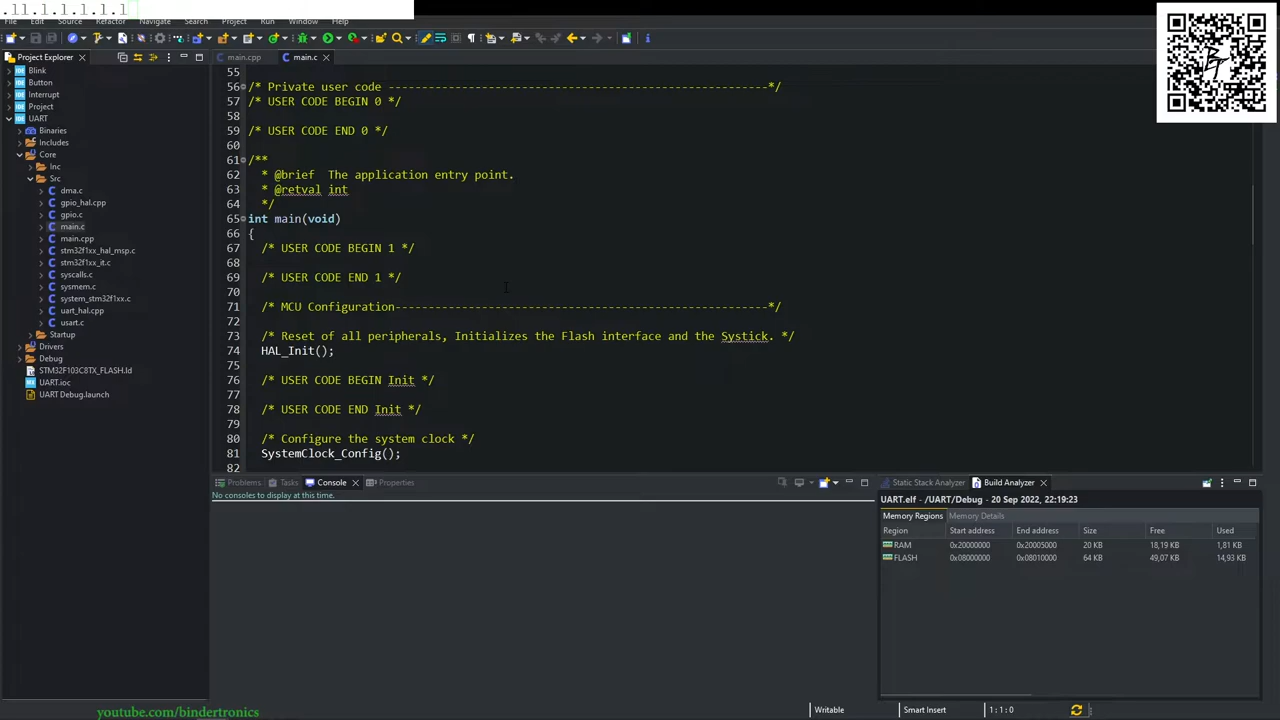 .ll.l.l.l.l.l
File Edit Source Refactor Navigate Search Project Run Window Help
Project Explorer
main.cpp main.c
Blink
Button
Interrupt
Project
UART
Binaries
Includes
Core
Inc
Src
dma.c
gpio_hal.cpp
gpio.c
main.c
main.cpp
stm32f1xx_hal_msp.c
stm32f1xx_it.c
syscalls.c
sysmem.c
system_stm32f1xx.c
uart_hal.cpp
usart.c
Startup
Drivers
Debug
STM32F103C8TX_FLASH.ld
UART.ioc
UART Debug.launch
55
56 /* Private user code ---------------------------------------------------------*/
57 /* USER CODE BEGIN 0 */
58
59 /* USER CODE END 0 */
60
61 /**
62 * @brief  The application entry point.
63 * @retval int
64 */
65 int main(void)
66 {
67 /* USER CODE BEGIN 1 */
68
69 /* USER CODE END 1 */
70
71 /* MCU Configuration--------------------------------------------------------*/
72
73 /* Reset of all peripherals, Initializes the Flash interface and the Systick. */
74 HAL_Init();
75
76 /* USER CODE BEGIN Init */
77
78 /* USER CODE END Init */
79
80 /* Configure the system clock */
81 SystemClock_Config();
82
Problems Tasks Console Properties
No consoles to display at this time.
Static Stack Analyzer Build Analyzer
UART.elf - /UART/Debug - 20 Sep 2022, 22:19:23
Memory Regions Memory Details
Region Start address End address Size Free Used
RAM 0x20000000 0x20005000 20 KB 18,19 KB 1,81 KB
FLASH 0x08000000 0x08010000 64 KB 49,07 KB 14,93 KB
youtube.com/bindertronics
Writable Smart Insert 1 : 1 : 0